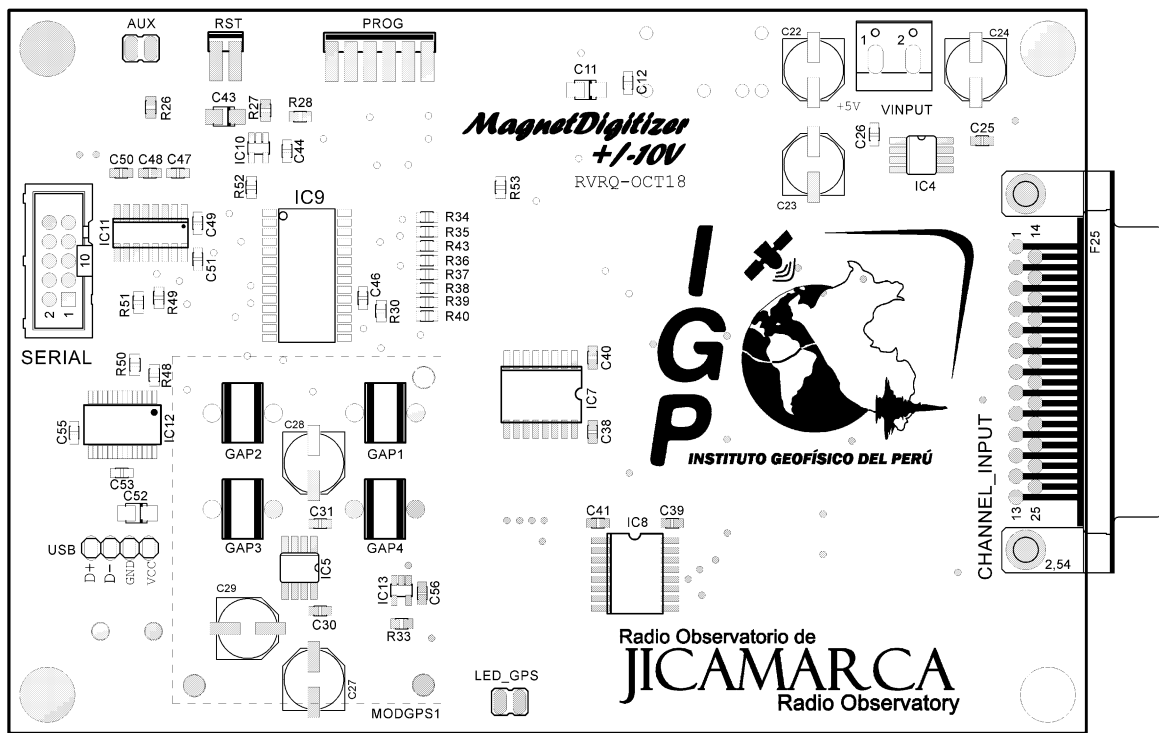 AUX
RST
PROG
C22
1 2
C24
C11
C12
R26
C43
R27
R28
+5V
VINPUT
MagnetDigitizer
+/-10V
RVRQ-OCT18
C26
C25
IC10
C44
C50 C48 C47
R52
R53
IC4
C23
IC9
IC11
C49
C51
R34
R35
R43
R36
R37
R38
R39
R40
10
2 1
SERIAL
R51
R49
C46
R30
I
G
P
INSTITUTO GEOFÍSICO DEL PERÚ
1
14
F25
13
25
2,54
CHANNEL_INPUT
R50
R48
C55
IC12
C53
C52
USB
D+
D-
GND
VCC
GAP2
C28
GAP1
GAP3
C31
GAP4
IC5
C29
C30
IC13
C56
R33
C27
MODGPS1
C40
IC7
C38
C41
IC8
C39
LED_GPS
Radio Observatorio de
JICAMARCA
Radio Observatory